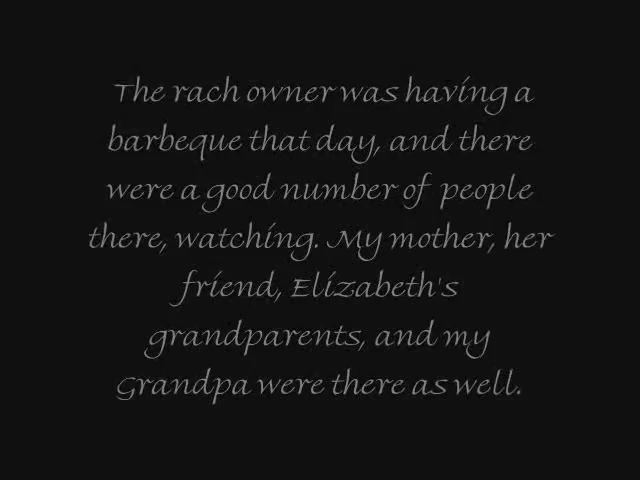 The rach owner was having a
barbeque that day, and there
were a good number of people
there, watching. My mother, her
friend, Elizabeth's
grandparents, and my
Grandpa were there as well.